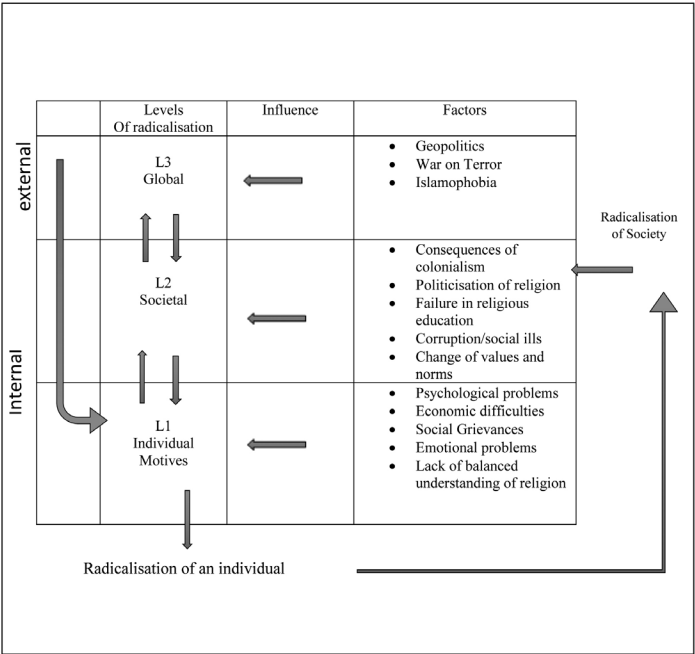 Levels
Of radicalisation
Influence
Factors
external
L3
Global
• Geopolitics
• War on Terror
• Islamophobia
Radicalisation
of Society
Internal
L2
Societal
• Consequences of
colonialism
• Politicisation of religion
• Failure in religious
education
• Corruption/social ills
• Change of values and
norms
L1
Individual
Motives
• Psychological problems
• Economic difficulties
• Social Grievances
• Emotional problems
• Lack of balanced
understanding of religion
Radicalisation of an individual